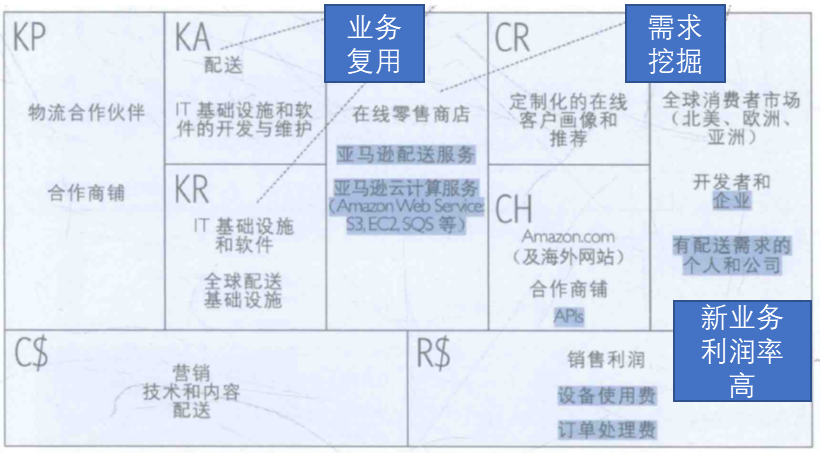 KP
物流合作伙伴
合作商铺
KA
配送
IT 基础设施和软
件的开发与维护
KR
IT 基础设施
和软件
全球配送
基础设施
业务
复用
在线零售商店
亚马逊配送服务
亚马逊云计算服务
（Amazon Web Service:
S3, EC2, SQS 等）
CR
定制化的在线
客户画像和
推荐
CH
Amazon.com
（及海外网站）
合作商铺
APIs
需求
挖掘
全球消费者市场
（北美、欧洲、
亚洲）
开发者和
企业
有配送需求的
个人和公司
C$
营销
技术和内容
配送
R$
销售利润
设备使用费
订单处理费
新业务
利润率
高